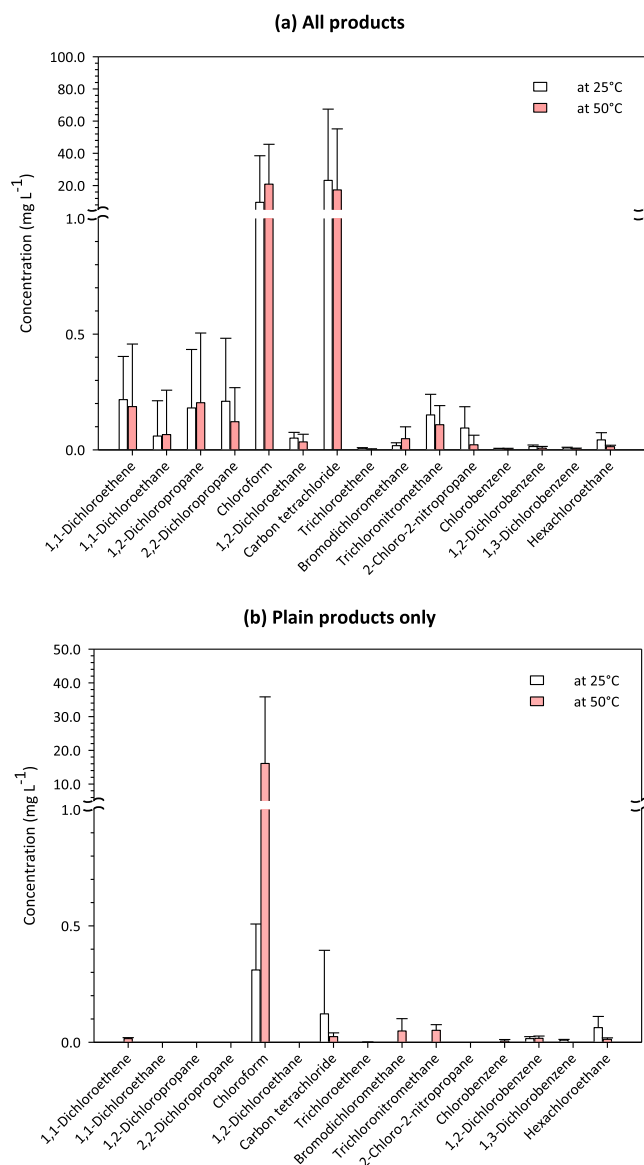 (a) All products
100.0
80.0
60.0
40.0
20.0
1.0
0.5
0.0
Concentration (mg L-1)
at 25°C
at 50°C
1,1-Dichloroethene
1,1-Dichloroethane
1,2-Dichloropropane
2,2-Dichloropropane
Chloroform
1,2-Dichloroethane
Carbon tetrachloride
Trichloroethene
Bromodichloromethane
Trichloronitromethane
2-Chloro-2-nitropropane
Chlorobenzene
1,2-Dichlorobenzene
1,3-Dichlorobenzene
Hexachloroethane
(b) Plain products only
50.0
40.0
30.0
20.0
10.0
1.0
0.5
0.0
Concentration (mg L-1)
at 25°C
at 50°C
1,1-Dichloroethene
1,1-Dichloroethane
1,2-Dichloropropane
2,2-Dichloropropane
Chloroform
1,2-Dichloroethane
Carbon tetrachloride
Trichloroethene
Bromodichloromethane
Trichloronitromethane
2-Chloro-2-nitropropane
Chlorobenzene
1,2-Dichlorobenzene
1,3-Dichlorobenzene
Hexachloroethane